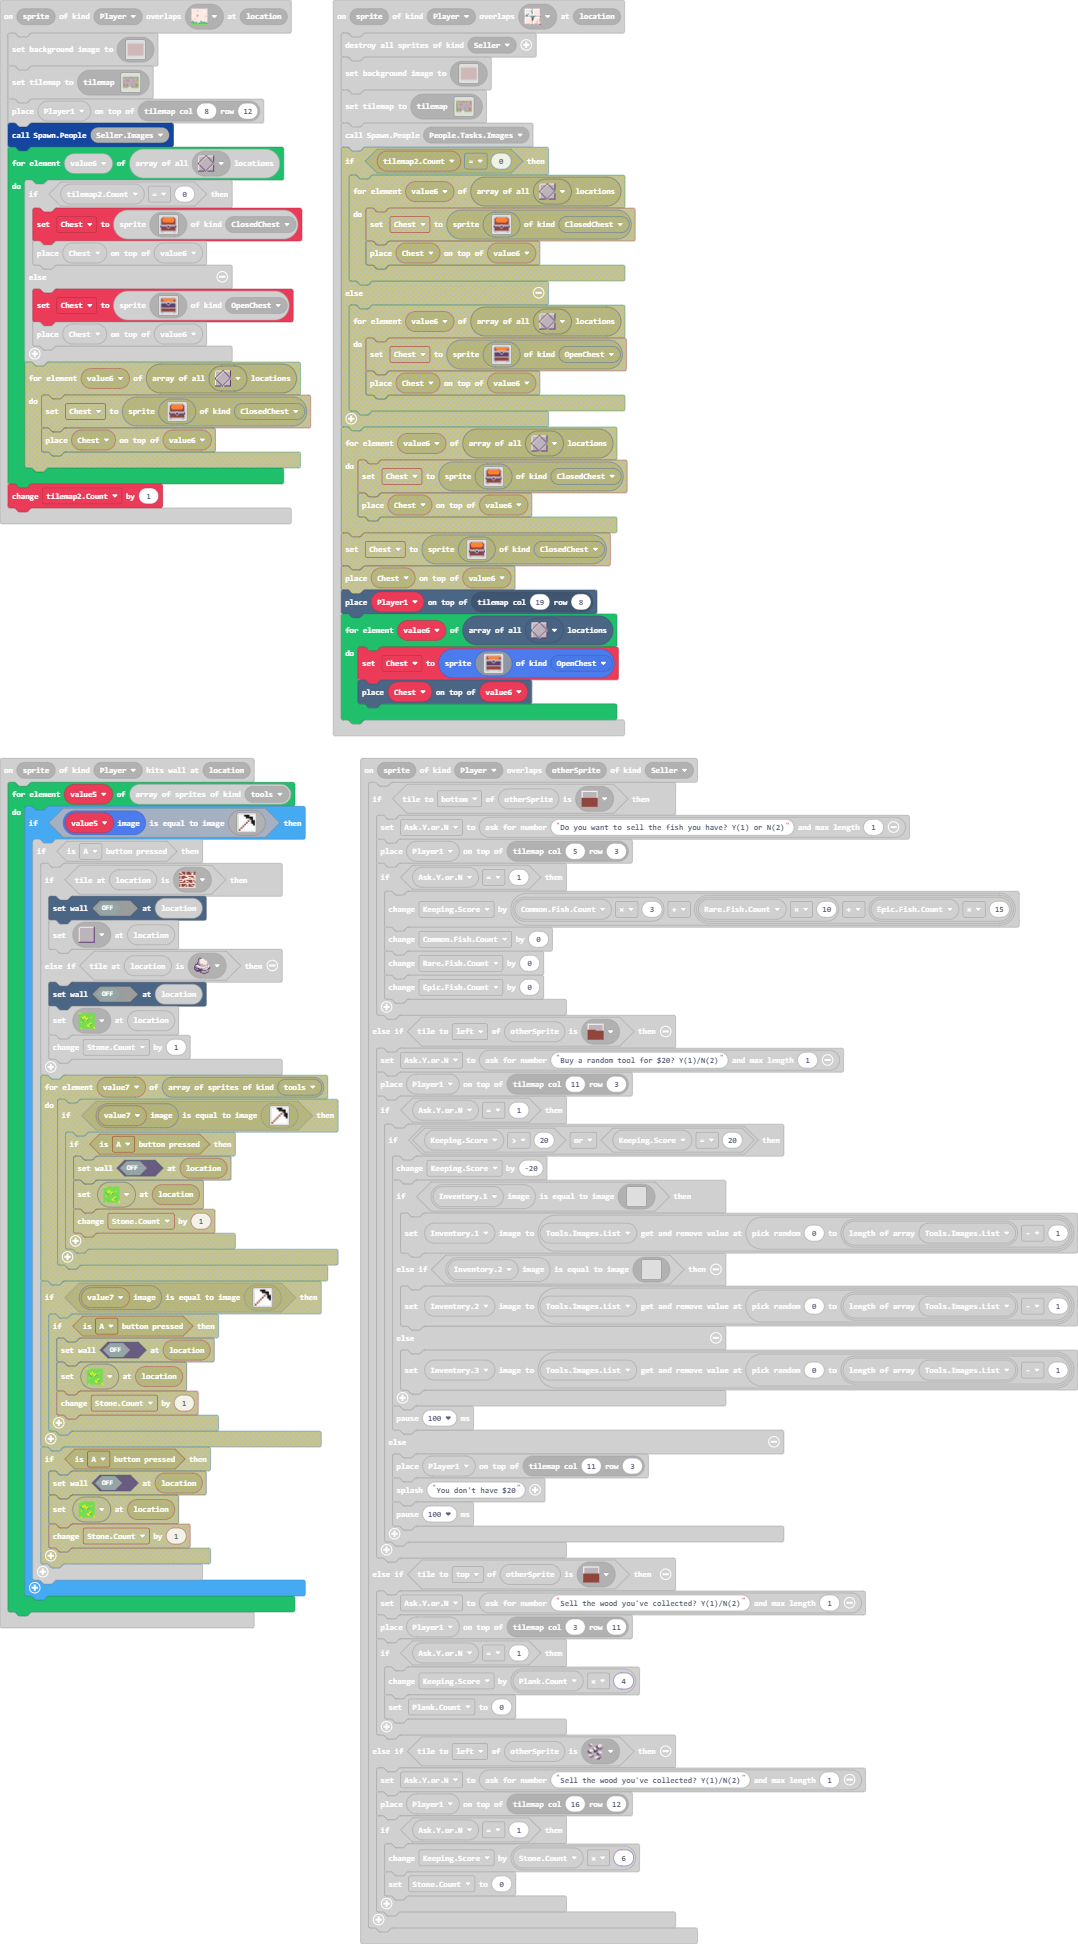 on sprite of kind Player overlaps at location
set background image to
set tilemap to tilemap
place Player1 on top of tilemap col 8 row 12
call Spawn.People Seller.Images
for element value6 of array of all locations
do
if tilemap2.Count = 0 then
set Chest to sprite of kind ClosedChest
place Chest on top of value6
else
set Chest to sprite of kind OpenChest
place Chest on top of value6
for element value6 of array of all locations
do
set Chest to sprite of kind ClosedChest
place Chest on top of value6
change tilemap2.Count by 1
on sprite of kind Player overlaps at location
destroy all sprites of kind Seller
set background image to
set tilemap to tilemap
call Spawn.People People.Tasks.Images
if tilemap2.Count = 0 then
for element value6 of array of all locations
do
set Chest to sprite of kind ClosedChest
place Chest on top of value6
else
for element value6 of array of all locations
do
set Chest to sprite of kind OpenChest
place Chest on top of value6
for element value6 of array of all locations
do
set Chest to sprite of kind ClosedChest
place Chest on top of value6
set Chest to sprite of kind ClosedChest
place Chest on top of value6
place Player1 on top of tilemap col 19 row 8
for element value6 of array of all locations
do
set Chest to sprite of kind OpenChest
place Chest on top of value6
on sprite of kind Player hits wall at location
for element value5 of array of sprites of kind tools
do
if value5 image is equal to image then
if is A button pressed then
if tile at location is then
set wall OFF at location
set at location
else if tile at location is then
set wall OFF at location
set at location
change Stone.Count by 1
for element value7 of array of sprites of kind tools
do
if value7 image is equal to image then
if is A button pressed then
set wall OFF at location
set at location
change Stone.Count by 1
if value7 image is equal to image then
if is A button pressed then
set wall OFF at location
set at location
change Stone.Count by 1
if is A button pressed then
set wall OFF at location
set at location
change Stone.Count by 1
on sprite of kind Player overlaps otherSprite of kind Seller
if tile to bottom of otherSprite is then
set Ask.Y.or.N to ask for number "Do you want to sell the fish you have? Y(1) or N(2)" and max length 1
place Player1 on top of tilemap col 5 row 3
if Ask.Y.or.N = 1 then
change Keeping.Score by Common.Fish.Count × 3 + Rare.Fish.Count × 10 + Epic.Fish.Count × 15
change Common.Fish.Count by 0
change Rare.Fish.Count by 0
change Epic.Fish.Count by 0
else if tile to left of otherSprite is then
set Ask.Y.or.N to ask for number "Buy a random tool for $20? Y(1)/N(2)" and max length 1
place Player1 on top of tilemap col 11 row 3
if Ask.Y.or.N = 1 then
if Keeping.Score > 20 or Keeping.Score = 20 then
change Keeping.Score by -20
if Inventory.1 image is equal to image then
set Inventory.1 image to Tools.Images.List get and remove value at pick random 0 to length of array Tools.Images.List - 1
else if Inventory.2 image is equal to image then
set Inventory.2 image to Tools.Images.List get and remove value at pick random 0 to length of array Tools.Images.List - 1
else
set Inventory.3 image to Tools.Images.List get and remove value at pick random 0 to length of array Tools.Images.List - 1
pause 100 ms
else
place Player1 on top of tilemap col 11 row 3
splash "You don't have $20"
pause 100 ms
else if tile to top of otherSprite is then
set Ask.Y.or.N to ask for number "Sell the wood you've collected? Y(1)/N(2)" and max length 1
place Player1 on top of tilemap col 3 row 11
if Ask.Y.or.N = 1 then
change Keeping.Score by Plank.Count × 4
set Plank.Count to 0
else if tile to left of otherSprite is then
set Ask.Y.or.N to ask for number "Sell the wood you've collected? Y(1)/N(2)" and max length 1
place Player1 on top of tilemap col 16 row 12
if Ask.Y.or.N = 1 then
change Keeping.Score by Stone.Count × 6
set Stone.Count to 0